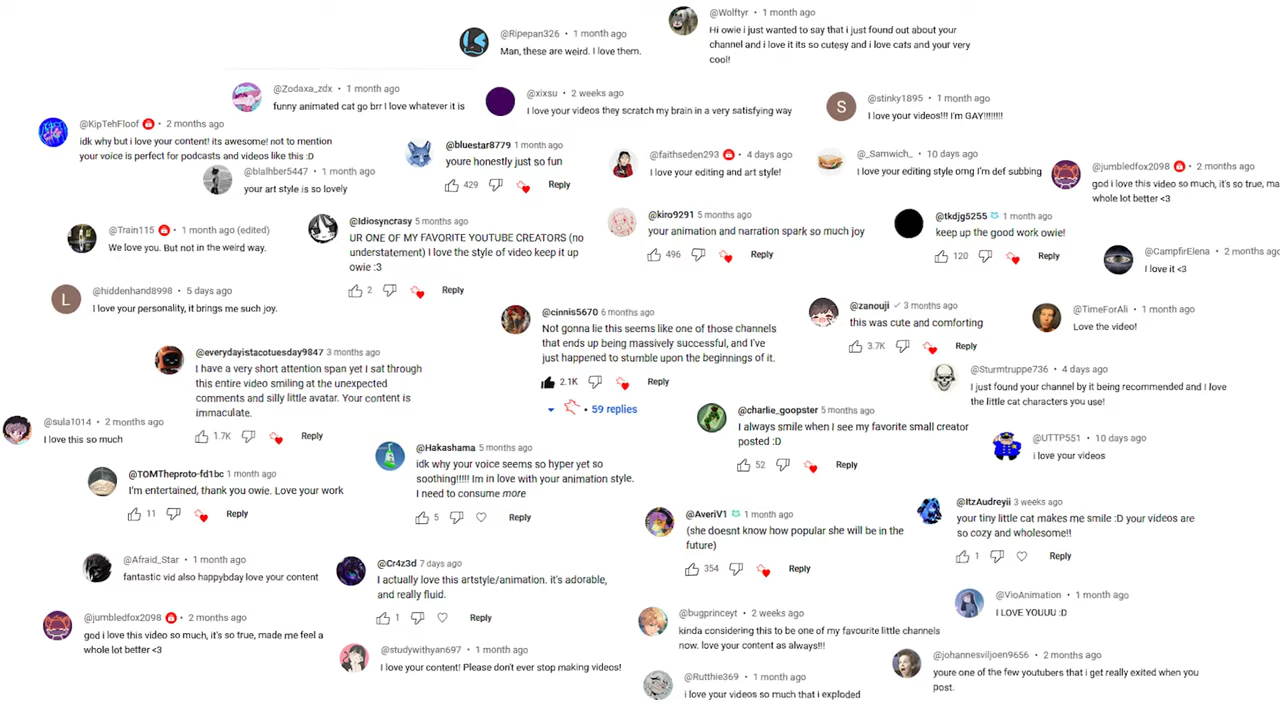 @Wolftyr • 1 month ago
Hi owie i just wanted to say that i just found out about your
channel and i love it its so cutesy and i love cats and your very
cool!
@Ripepan326 • 1 month ago
Man, these are weird. I love them.
@Zodaxa_zdx • 1 month ago
funny animated cat go brr I love whatever it is
@xixsu • 2 weeks ago
I love your videos they scratch my brain in a very satisfying way
@stinky1895 • 1 month ago
S
I love your videos!!! I'm GAY!!!!!!!!
@KipTehFloof • 2 months ago
idk why but i love your content! its awesome! not to mention
your voice is perfect for podcasts and videos like this :D
@blalhber5447 • 1 month ago
your art style is so lovely
@bluestar8779 1 month ago
youre honestly just so fun
429 Reply
@faithseden293 • 4 days ago
I love your editing and art style!
@_Samwich_ • 10 days ago
I love your editing style omg I'm def subbing
@jumbledfox2098 • 2 months ago
god i love this video so much, it's so true, ma
whole lot better <3
@Train115 • 1 month ago (edited)
We love you. But not in the weird way.
@Idiosyncrasy 5 months ago
UR ONE OF MY FAVORITE YOUTUBE CREATORS (no
understatement) I love the style of video keep it up
owie :3
2 Reply
@kiro9291 5 months ago
your animation and narration spark so much joy
496 Reply
@tkdjg5255 1 month ago
keep up the good work owie!
120 Reply
@CampfirElena • 2 months ago
I love it <3
@hiddenhand8998 • 5 days ago
L
I love your personality, it brings me such joy.
@cinnis5670 6 months ago
Not gonna lie this seems like one of those channels
that ends up being massively successful, and I've
just happened to stumble upon the beginnings of it.
2.1K Reply
• 59 replies
@zanouji 3 months ago
this was cute and comforting
3.7K Reply
@TimeForAli • 1 month ago
Love the video!
@everydayistacotuesday9847 3 months ago
I have a very short attention span yet I sat through
this entire video smiling at the unexpected
comments and silly little avatar. Your content is
immaculate.
1.7K Reply
@Sturmtruppe736 • 4 days ago
I just found your channel by it being recommended and I love
the little cat characters you use!
@sula1014 • 2 months ago
I love this so much
@charlie_goopster 5 months ago
I always smile when I see my favorite small creator
posted :D
52 Reply
@UTTP551 • 10 days ago
i love your videos
@Hakashama 5 months ago
idk why your voice seems so hyper yet so
soothing!!!!! Im in love with your animation style.
I need to consume more
5 Reply
@TOMTheproto-fd1bc 1 month ago
I'm entertained, thank you owie. Love your work
11 Reply
@AveriV1 1 month ago
(she doesnt know how popular she will be in the
future)
354 Reply
@ItzAudreyii 3 weeks ago
your tiny little cat makes me smile :D your videos are
so cozy and wholesome!!
1 Reply
@Afraid_Star • 1 month ago
fantastic vid also happybday love your content
@Cr4z3d 7 days ago
I actually love this artstyle/animation. it's adorable,
and really fluid.
1 Reply
@VioAnimation • 1 month ago
I LOVE YOUUU :D
@jumbledfox2098 • 2 months ago
god i love this video so much, it's so true, made me feel a
whole lot better <3
@bugprinceyt • 2 weeks ago
kinda considering this to be one of my favourite little channels
now. love your content as always!!!
@studywithyan697 • 1 month ago
I love your content! Please don't ever stop making videos!
@johannesviljoen9656 • 2 months ago
youre one of the few youtubers that i get really exited when you
post.
@Rutthie369 • 1 month ago
i love your videos so much that i exploded